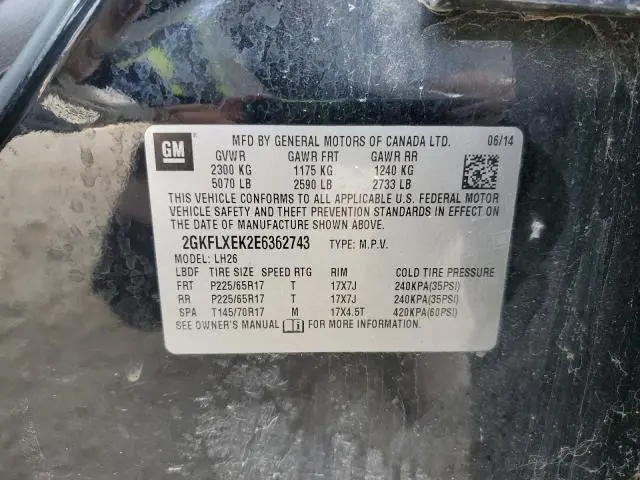 GM
MFD BY GENERAL MOTORS OF CANADA LTD. 06/14
GVWR GAWR FRT GAWR RR
2300 KG 1175 KG 1240 KG
5070 LB 2590 LB 2733 LB
THIS VEHICLE CONFORMS TO ALL APPLICABLE U.S. FEDERAL MOTOR
VEHICLE SAFETY AND THEFT PREVENTION STANDARDS IN EFFECT ON
THE DATE OF MANUFACTURE SHOWN ABOVE.
2GKFLXEK2E6362743 TYPE: M.P.V.
MODEL: LH26
LBDF TIRE SIZE SPEED RTG RIM COLD TIRE PRESSURE
FRT P225/65R17 T 17X7J 240KPA(35PSI)
RR P225/65R17 T 17X7J 240KPA(35PSI)
SPA T145/70R17 M 17X4.5T 420KPA(60PSI)
SEE OWNER'S MANUAL FOR MORE INFORMATION.